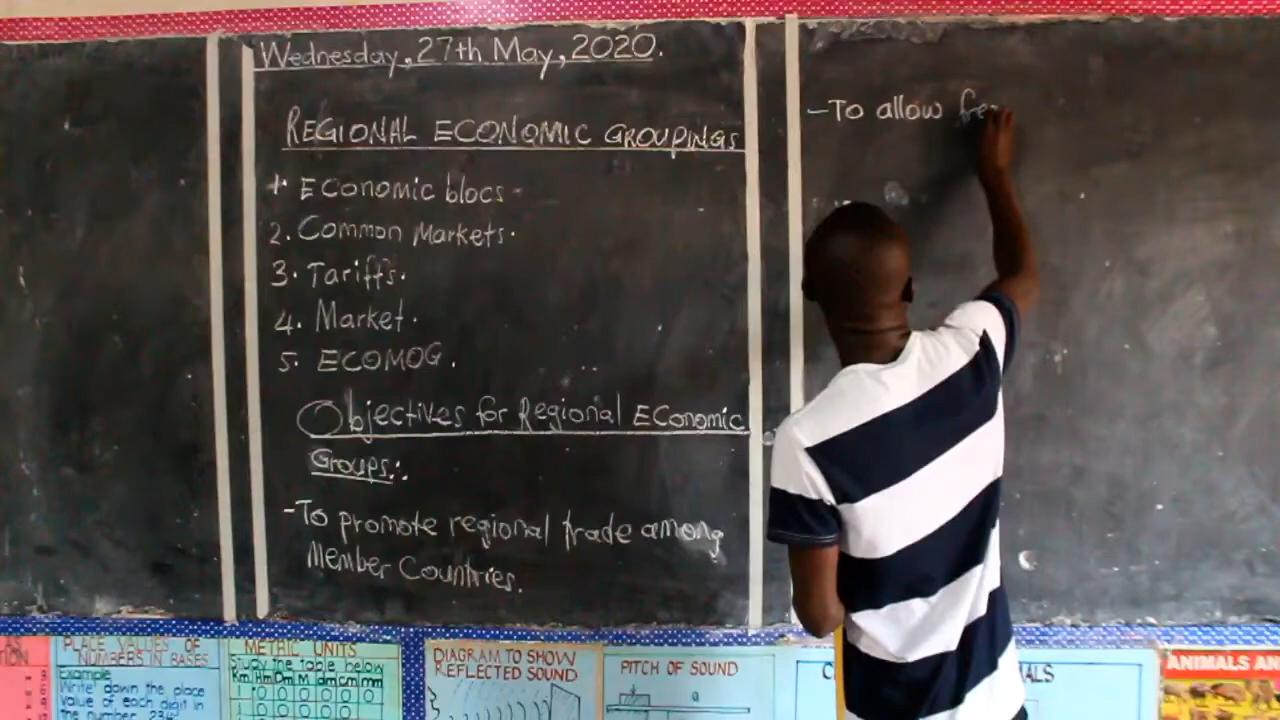 Wednesday, 27th May, 2020.
REGIONAL ECONOMIC GROUPINGS
1. Economic blocs.
2. Common Markets.
3. Tariffs.
4. Market.
5. ECOMOG.
Objectives for Regional Economic
Groups:.
-To promote regional trade among
Member Countries.
-To allow fre
PLACE VALUES OF
NUMBERS IN BASES
Example
Write down the place
value of each digit in
the number
METRIC UNITS
Study the table below
Km Hm Dm M dm cm mm
1 0 0 0
1 0 0 0 0
DIAGRAM TO SHOW
REFLECTED SOUND
PITCH OF SOUND
ANIMALS AN